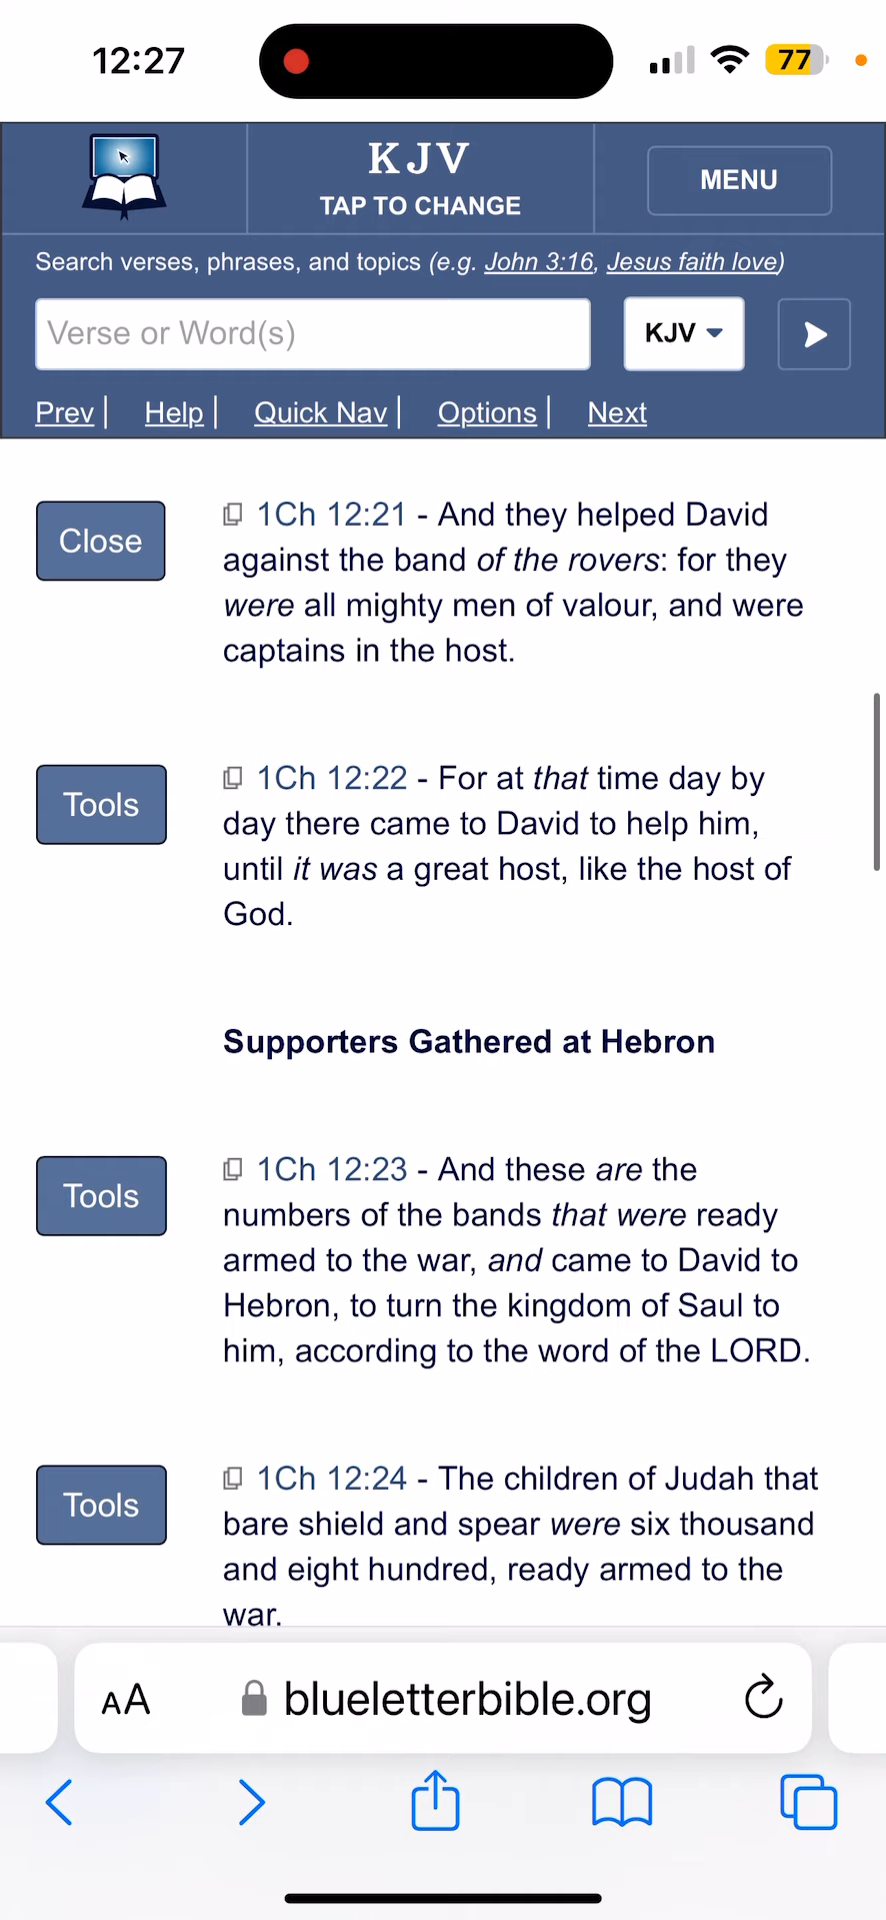 12:27
77
KJV
TAP TO CHANGE
MENU
Search verses, phrases, and topics (e.g. John 3:16, Jesus faith love)
Verse or Word(s)
KJV
Prev | Help | Quick Nav | Options | Next
Close
1Ch 12:21 - And they helped David
against the band of the rovers: for they
were all mighty men of valour, and were
captains in the host.
Tools
1Ch 12:22 - For at that time day by
day there came to David to help him,
until it was a great host, like the host of
God.
Supporters Gathered at Hebron
Tools
1Ch 12:23 - And these are the
numbers of the bands that were ready
armed to the war, and came to David to
Hebron, to turn the kingdom of Saul to
him, according to the word of the LORD.
Tools
1Ch 12:24 - The children of Judah that
bare shield and spear were six thousand
and eight hundred, ready armed to the
war.
AA
blueletterbible.org